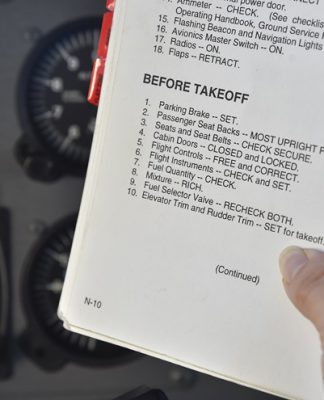 power door.
Ammeter -- CHECK. (See checklis
Operating Handbook, Ground Service P
15. Flashing Beacon and Navigation Lights
16. Avionics Master Switch -- ON.
17. Radios -- ON.
18. Flaps -- RETRACT.
BEFORE TAKEOFF
1. Parking Brake -- SET.
2. Passenger Seat Backs -- MOST UPRIGHT P
3. Seats and Seat Belts -- CHECK SECURE.
4. Cabin Doors -- CLOSED and LOCKED.
5. Flight Controls -- FREE and CORRECT.
6. Flight Instruments -- CHECK and SET.
7. Fuel Quantity -- CHECK.
8. Mixture -- RICH.
9. Fuel Selector Valve -- RECHECK BOTH.
10. Elevator Trim and Rudder Trim -- SET for takeoff.
(Continued)
N-10